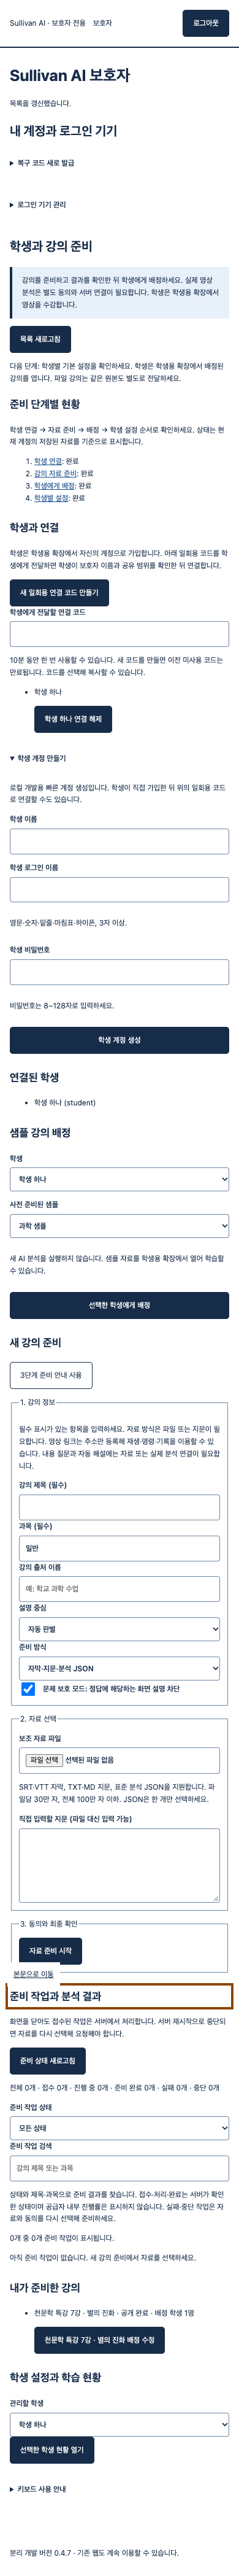 Sullivan AI · 보호자 전용 보호자
로그아웃
Sullivan AI 보호자
목록을 갱신했습니다.
내 계정과 로그인 기기
▶ 복구 코드 새로 발급
▶ 로그인 기기 관리
학생과 강의 준비
강의를 준비하고 결과를 확인한 뒤 학생에게 배정하세요. 실제 영상
분석은 별도 동의와 서버 연결이 필요합니다. 학생은 학생용 확장에서
영상을 수강합니다.
목록 새로고침
다음 단계: 학생별 기본 설정을 확인하세요. 학생은 학생용 확장에서 배정된
강의를 엽니다. 파일 강의는 같은 원본도 별도로 전달하세요.
준비 단계별 현황
학생 연결 → 자료 준비 → 배정 → 학생 설정 순서로 확인하세요. 상태는 현
재 계정의 저장된 자료를 기준으로 표시합니다.
1. 학생 연결: 완료
2. 강의 자료 준비: 완료
3. 학생에게 배정: 완료
4. 학생별 설정: 완료
학생과 연결
학생은 학생용 확장에서 자신의 계정으로 가입합니다. 아래 일회용 코드를 학
생에게 전달하면 학생이 보호자 이름과 공유 범위를 확인한 뒤 연결합니다.
새 일회용 연결 코드 만들기
학생에게 전달할 연결 코드
10분 동안 한 번 사용할 수 있습니다. 새 코드를 만들면 이전 미사용 코드는
만료됩니다. 코드를 선택해 복사할 수 있습니다.
• 학생 하나
학생 하나 연결 해제
▼ 학생 계정 만들기
로컬 개발용 빠른 계정 생성입니다. 학생이 직접 가입한 뒤 위의 일회용 코드
로 연결할 수도 있습니다.
학생 이름
학생 로그인 이름
영문·숫자·밑줄·마침표·하이픈, 3자 이상.
학생 비밀번호
비밀번호는 8~128자로 입력하세요.
학생 계정 생성
연결된 학생
• 학생 하나 (student)
샘플 강의 배정
학생
학생 하나
사전 준비된 샘플
과학 샘플
새 AI 분석을 실행하지 않습니다. 샘플 자료를 학생용 확장에서 열어 학습할
수 있습니다.
선택한 학생에게 배정
새 강의 준비
3단계 준비 안내 사용
1. 강의 정보
필수 표시가 있는 항목을 입력하세요. 자료 방식은 파일 또는 지문이 필
요합니다. 영상 링크는 주소만 등록해 재생·명령·기록을 이용할 수 있
습니다. 내용 질문과 자동 해설에는 자료 또는 실제 분석 연결이 필요합
니다.
강의 제목 (필수)
과목 (필수)
일반
강의 출처 이름
예: 학교 과학 수업
설명 중심
자동 판별
준비 방식
자막·지문·분석 JSON
문제 보호 모드: 정답에 해당하는 화면 설명 차단
2. 자료 선택
보조 자료 파일
파일 선택 선택된 파일 없음
SRT·VTT 자막, TXT·MD 지문, 표준 분석 JSON을 지원합니다. 파
일당 30만 자, 전체 100만 자 이하. JSON은 한 개만 선택하세요.
직접 입력할 지문 (파일 대신 입력 가능)
3. 동의와 최종 확인
자료 준비 시작
본문으로 이동
준비 작업과 분석 결과
화면을 닫아도 접수된 작업은 서버에서 처리합니다. 서버 재시작으로 중단되
면 자료를 다시 선택해 요청해야 합니다.
준비 상태 새로고침
전체 0개 · 접수 0개 · 진행 중 0개 · 준비 완료 0개 · 실패 0개 · 중단 0개
준비 작업 상태
모든 상태
준비 작업 검색
강의 제목 또는 과목
상태와 제목·과목으로 준비 결과를 찾습니다. 접수·처리·완료는 서버가 확인
한 상태이며 공급자 내부 진행률은 표시하지 않습니다. 실패·중단 작업은 자
료와 동의를 다시 선택해 준비하세요.
0개 중 0개 준비 작업이 표시됩니다.
아직 준비 작업이 없습니다. 새 강의 준비에서 자료를 선택하세요.
내가 준비한 강의
• 천문학 특강 7강 · 별의 진화 · 공개 완료 · 배정 학생 1명
천문학 특강 7강 · 별의 진화 배정 수정
학생 설정과 학습 현황
관리할 학생
학생 하나
선택한 학생 현황 열기
▶ 키보드 사용 안내
분리 개발 버전 0.4.7 · 기존 웹도 계속 이용할 수 있습니다.